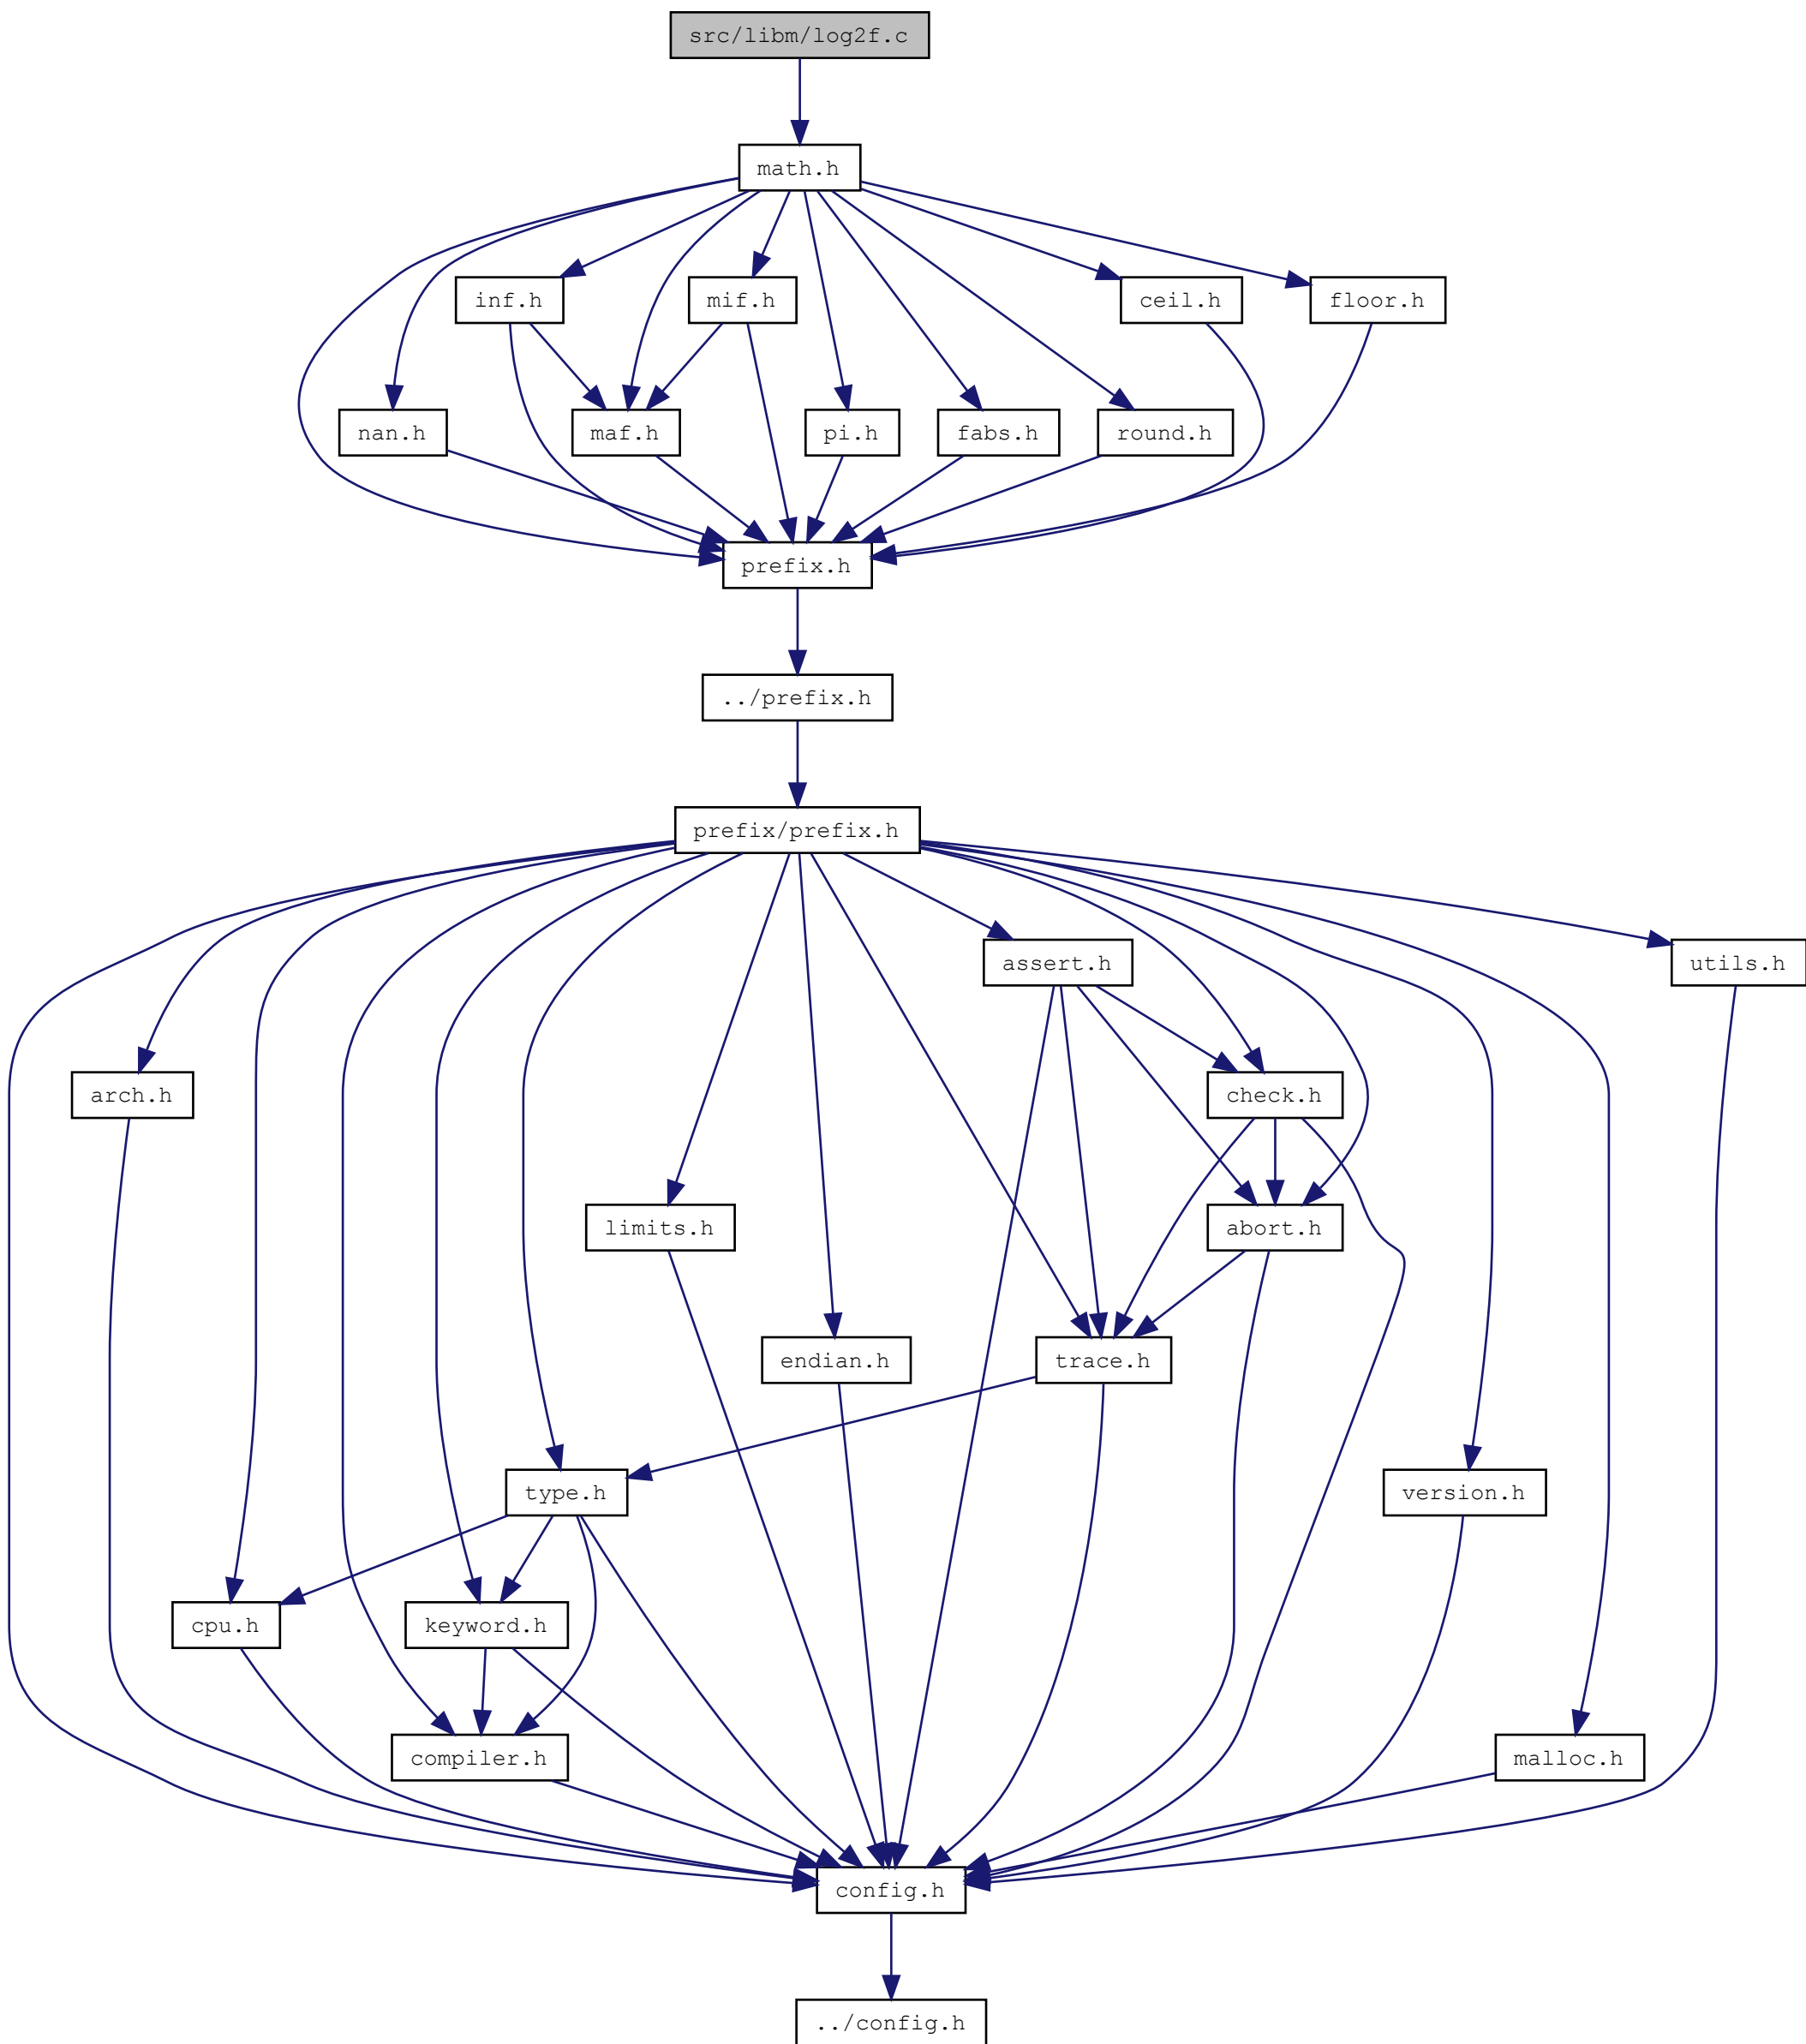 src/libm/log2f.c
math.h
inf.h
mif.h
ceil.h
floor.h
nan.h
maf.h
pi.h
fabs.h
round.h
prefix.h
../prefix.h
prefix/prefix.h
assert.h
utils.h
arch.h
check.h
limits.h
abort.h
endian.h
trace.h
type.h
version.h
cpu.h
keyword.h
compiler.h
malloc.h
config.h
../config.h